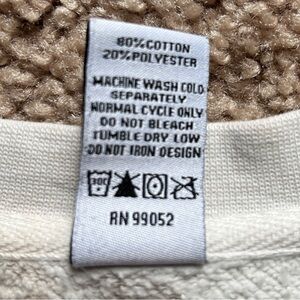 80% COTTON
20% POLYESTER
MACHINE WASH COLD
SEPARATELY
NORMAL CYCLE ONLY
DO NOT BLEACH
TUMBLE DRY LOW
DO NOT IRON DESIGN
30C
RN 99052